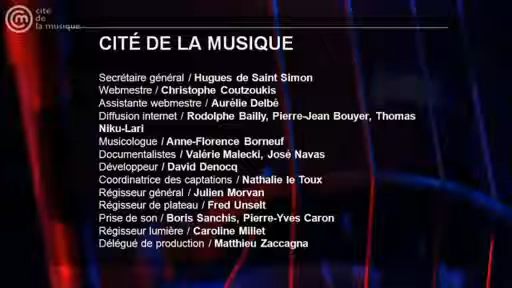 cité
de la
la musique
CITÉ DE LA MUSIQUE
Secrétaire général / Hugues de Saint Simon
Webmestre / Christophe Coutzoukis
Assistante webmestre / Aurélie Delbé
Diffusion internet / Rodolphe Bailly, Pierre-Jean Bouyer, Thomas
Niku-Lari
Musicologue / Anne-Florence Borneuf
Documentalistes / Valérie Malecki, José Navas
Développeur / David Denocq
Coordinatrice des captations / Nathalie le Toux
Régisseur général / Julien Morvan
Régisseur de plateau / Fred Unselt
Prise de son / Boris Sanchis, Pierre-Yves Caron
Régisseur lumière / Caroline Millet
Délégué de production / Matthieu Zaccagna